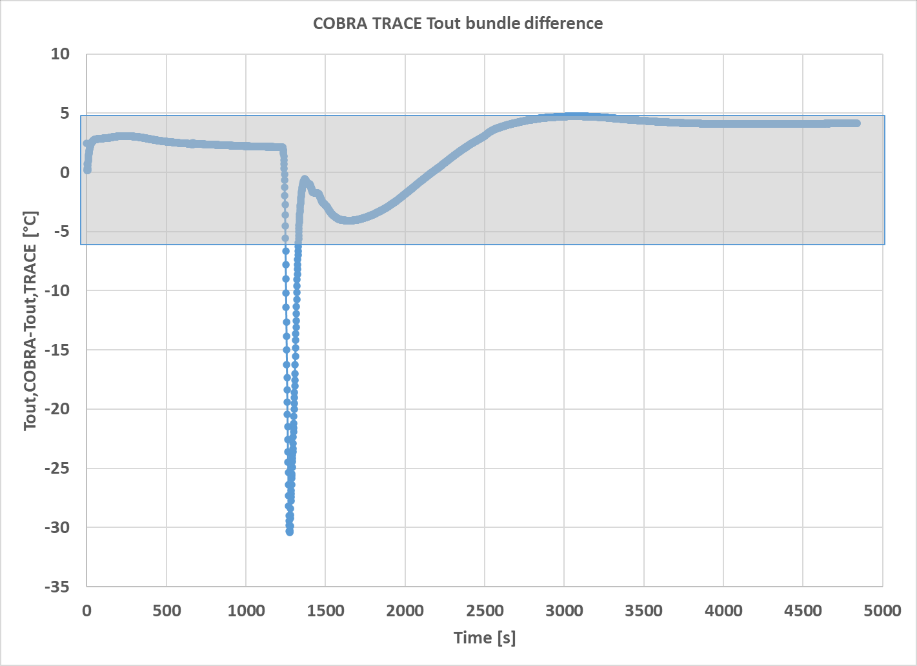 COBRA TRACE Tout bundle difference
10
5
0
-5
-10
-15
-20
-25
-30
-35
Tout,COBRA-Tout,TRACE [°C]
0 500 1000 1500 2000 2500 3000 3500 4000 4500 5000
Time [s]